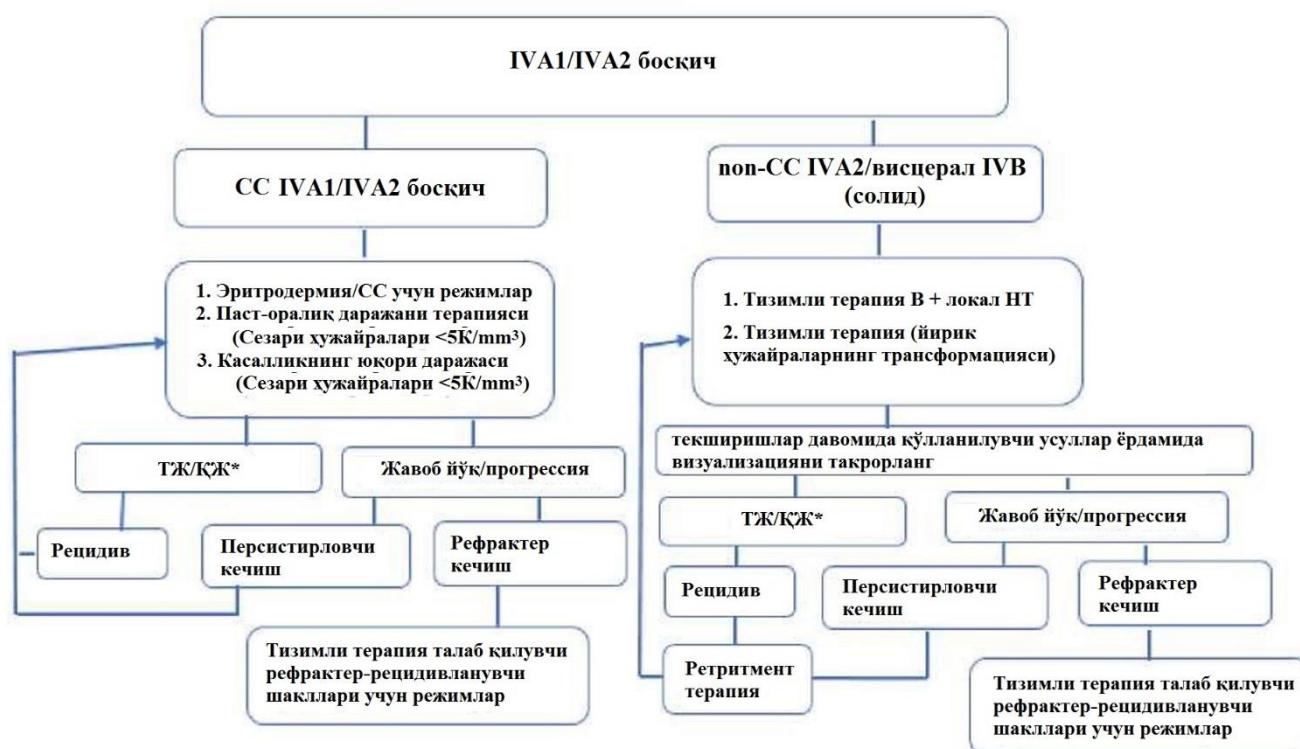 IVA1/IVA2 босқич
СС IVA1/IVA2 босқич
non-СС IVA2/висцерал IVB
(солид)
1. Эритродермия/СС учун режимлар
2. Паст-оралиқ даражани терапияси
(Сезари ҳужайралари <5К/mm³)
3. Касалликнинг юқори даражаси
(Сезари ҳужайралари <5К/mm³)
1. Тизимли терапия В + локал НТ
2. Тизимли терапия (йирик
ҳужайраларнинг трансформацияси)
ТЖ/ҚЖ*
Жавоб йўқ/прогрессия
Рецидив
Персистирловчи
кечиш
Рефрактер
кечиш
Тизимли терапия талаб қилувчи
рефрактер-рецидивланувчи
шакллари учун режимлар
текширишлар давомида қўлланилувчи усуллар ёрдамида
визуализацияни такрорланг
ТЖ/ҚЖ*
Жавоб йўқ/прогрессия
Рецидив
Персистирловчи
кечиш
Рефрактер
кечиш
Ретритмент
терапия
Тизимли терапия талаб қилувчи
рефрактер-рецидивланувчи
шакллари учун режимлар